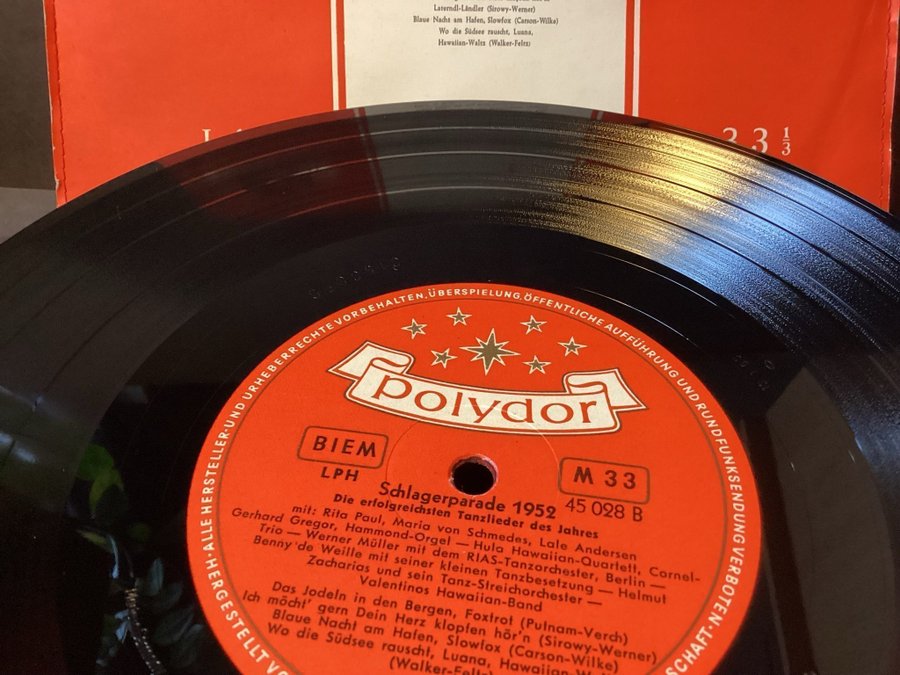 Laterndl-Ländler (Sirowy-Werner)
Blaue Nacht am Hafen, Slowfox (Carson-Wilke)
Wo die Südsee rauscht, Luana,
Hawaiian-Waltz (Walker-Feltz)
33 1/3
HERGESTELLT VO
ALLE HERSTELLER- UND URHEBERRECHTE VORBEHALTEN, ÜBERSPIELUNG, ÖFFENTLICHE AUFFÜHRUNG UND RUNDFUNKSENDUNG VERBOTEN
SCHAFT
polydor
BIEM
LPH
M 33
45 028 B
Schlagerparade 1952
Die erfolgreichsten Tanzlieder des Jahres
mit: Rita Paul, Maria von Schmedes, Lale Andersen
Gerhard Gregor, Hammond-Orgel — Hula Hawaiian-Quartett, Cornel-
Trio — Werner Müller mit dem RIAS-Tanzorchester, Berlin —
Benny de Weille mit seiner kleinen Tanzbesetzung — Helmut
Zacharias und sein Tanz-Streichorchester —
Valentinos Hawaiian-Band
Das Jodeln in den Bergen, Foxtrot (Putnam-Verch)
Ich möcht' gern Dein Herz klopfen hör'n (Sirowy-Werner)
Blaue Nacht am Hafen, Slowfox (Carson-Wilke)
Wo die Südsee rauscht, Luana, Hawaiian-Waltz
(Walker-Feltz)